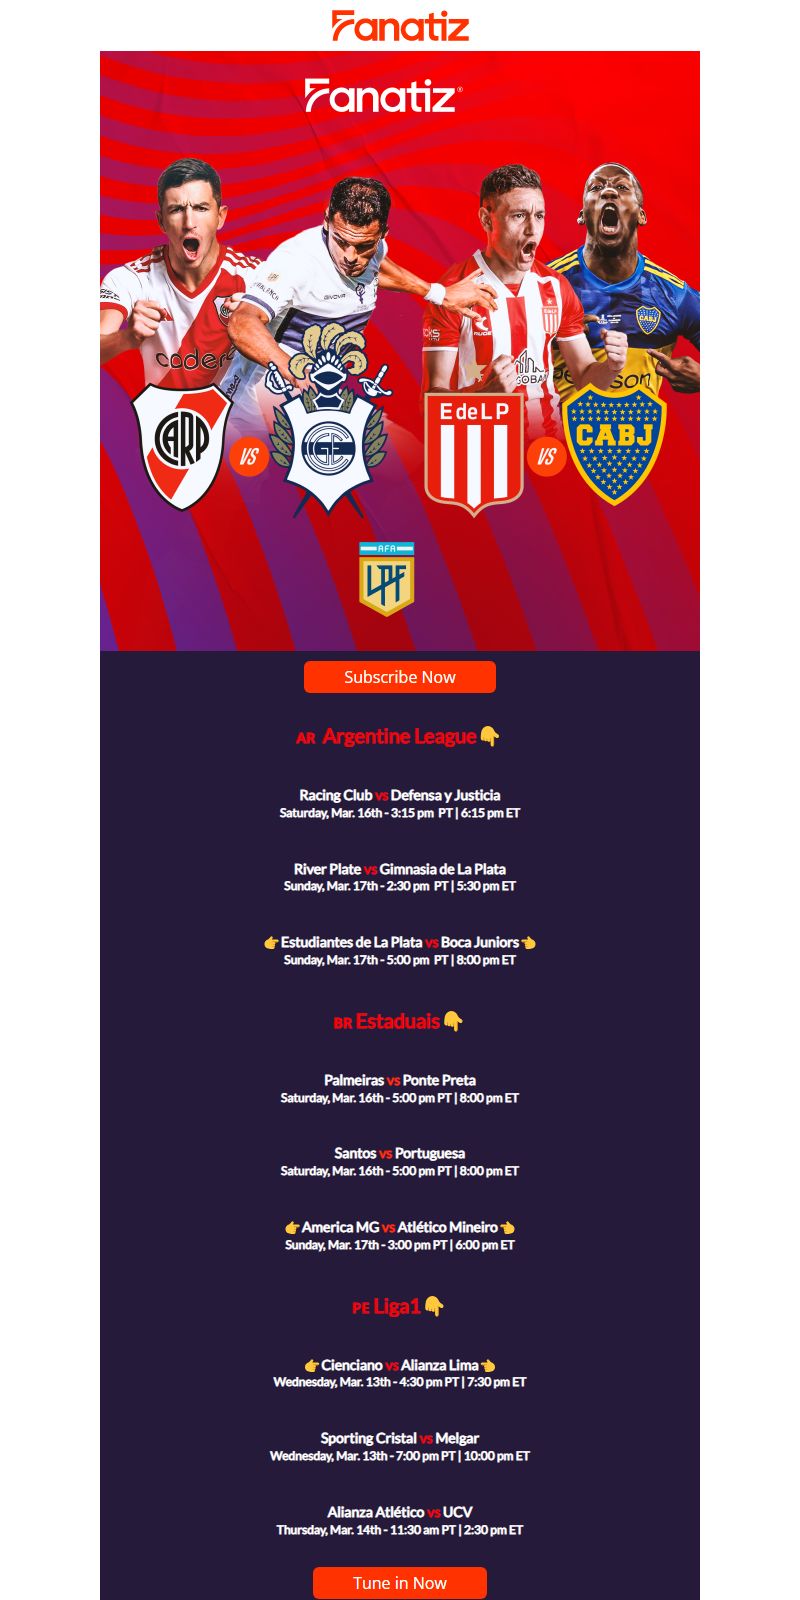 Fanatiz
Fanatiz®
coder
GIVOVA
RUGE
CABJ
CARP
VS
GE
EdeLP
VS
CABJ
AFA
LPF
Subscribe Now
AR Argentine League 👇
Racing Club vs Defensa y Justicia
Saturday, Mar. 16th - 3:15 pm PT | 6:15 pm ET
River Plate vs Gimnasia de La Plata
Sunday, Mar. 17th - 2:30 pm PT | 5:30 pm ET
👉 Estudiantes de La Plata vs Boca Juniors 👈
Sunday, Mar. 17th - 5:00 pm PT | 8:00 pm ET
BR Estaduais 👇
Palmeiras vs Ponte Preta
Saturday, Mar. 16th - 5:00 pm PT | 8:00 pm ET
Santos vs Portuguesa
Saturday, Mar. 16th - 5:00 pm PT | 8:00 pm ET
👉 America MG vs Atlético Mineiro 👈
Sunday, Mar. 17th - 3:00 pm PT | 6:00 pm ET
PE Liga1 👇
👉 Cienciano vs Alianza Lima 👈
Wednesday, Mar. 13th - 4:30 pm PT | 7:30 pm ET
Sporting Cristal vs Melgar
Wednesday, Mar. 13th - 7:00 pm PT | 10:00 pm ET
Alianza Atlético vs UCV
Thursday, Mar. 14th - 11:30 am PT | 2:30 pm ET
Tune in Now